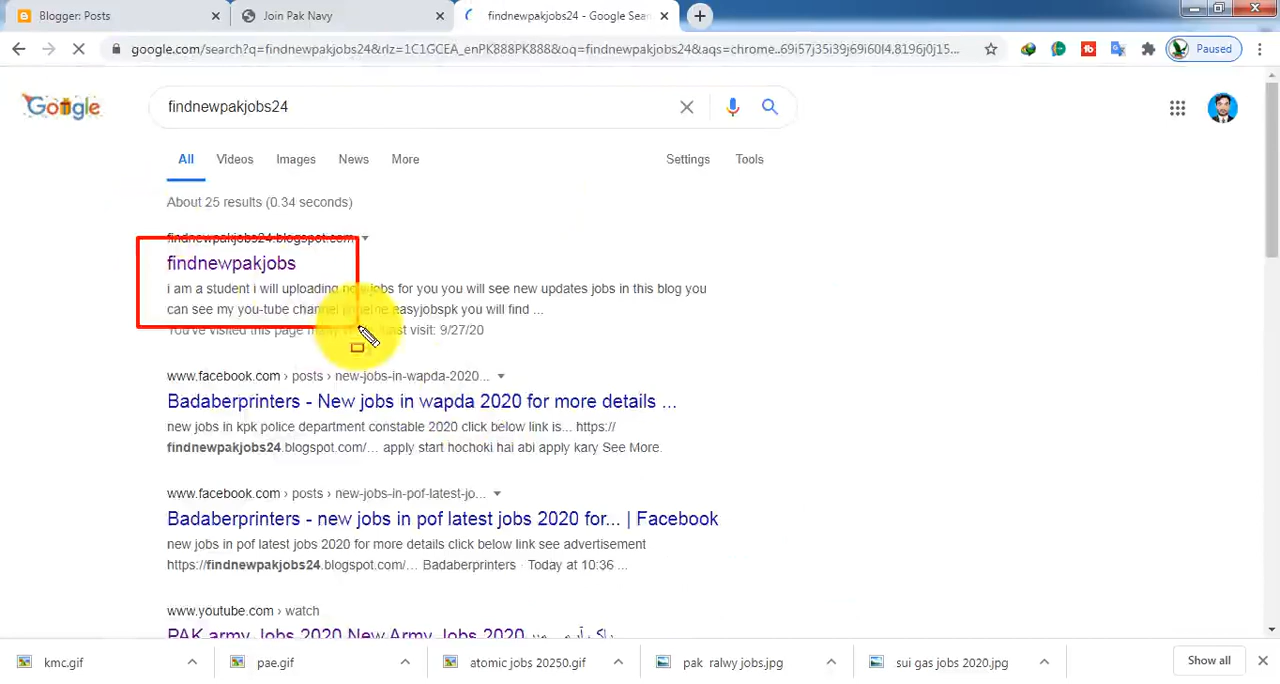 Blogger: Posts
Join Pak Navy
findnewpakjobs24 - Google Sear
google.com/search?q=findnewpakjobs24&rlz=1C1GCEA_enPK888PK888&oq=findnewpakjobs24&aqs=chrome..69i57j35i39j69i60l4.8196j0j15...
Paused
Google
findnewpakjobs24
All
Videos
Images
News
More
Settings
Tools
About 25 results (0.34 seconds)
findnewpakjobs24.blogspot.com
findnewpakjobs
i am a student i will uploading new jobs for you you will see new updates jobs in this blog you
can see my you-tube channel easyjobspk you will find ...
You've visited this page many Last visit: 9/27/20
www.facebook.com › posts › new-jobs-in-wapda-2020...
Badaberprinters - New jobs in wapda 2020 for more details ...
new jobs in kpk police department constable 2020 click below link is... https://
findnewpakjobs24.blogspot.com/... apply start hochoki hai abi apply kary See More.
www.facebook.com › posts › new-jobs-in-pof-latest-jo...
Badaberprinters - new jobs in pof latest jobs 2020 for... | Facebook
new jobs in pof latest jobs 2020 for more details click below link see advertisement
https://findnewpakjobs24.blogspot.com/... Badaberprinters · Today at 10:36 ...
www.youtube.com › watch
PAK army Jobs 2020 New Army Jobs 2020
kmc.gif
pae.gif
atomic jobs 20250.gif
pak ralwy jobs.jpg
sui gas jobs 2020.jpg
Show all